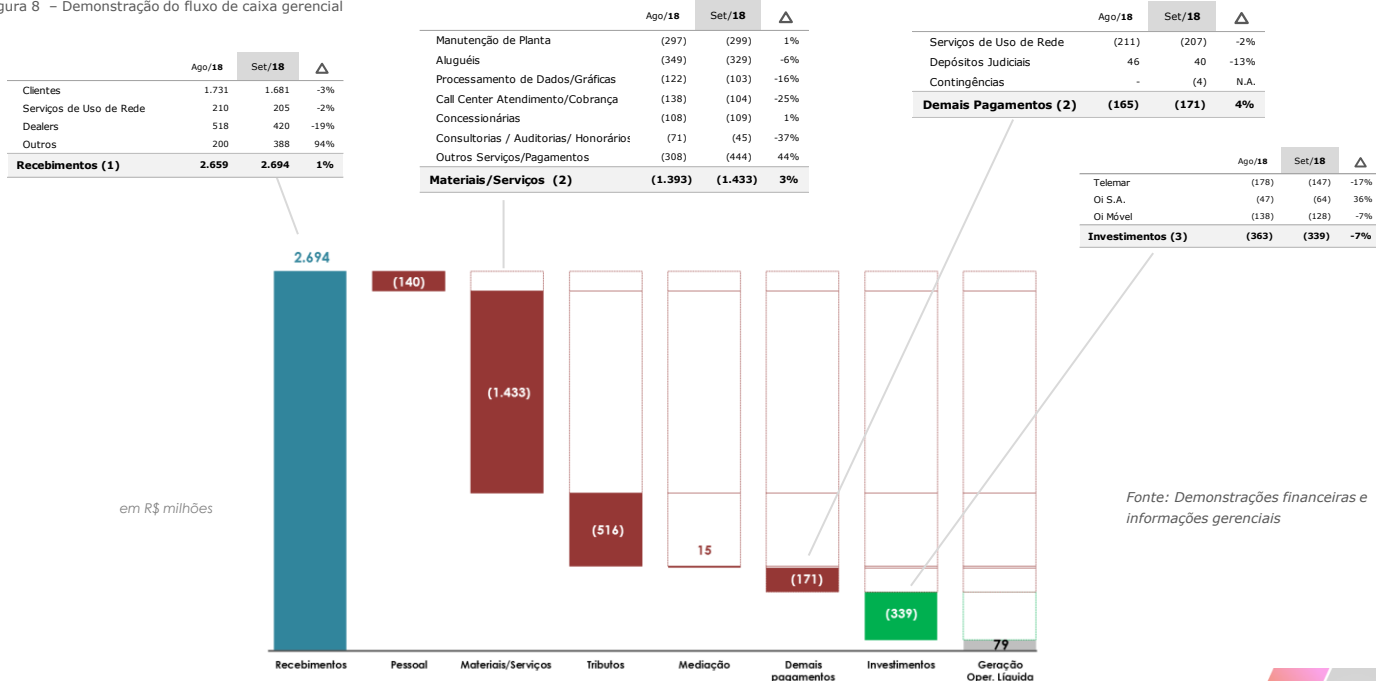 gura 8 – Demonstração do fluxo de caixa gerencial
Ago/18 Set/18 △
Clientes 1.731 1.681 -3%
Serviços de Uso de Rede 210 205 -2%
Dealers 518 420 -19%
Outros 200 388 94%
Recebimentos (1) 2.659 2.694 1%
Ago/18 Set/18 △
Manutenção de Planta (297) (299) 1%
Aluguéis (349) (329) -6%
Processamento de Dados/Gráficas (122) (103) -16%
Call Center Atendimento/Cobrança (138) (104) -25%
Concessionárias (108) (109) 1%
Consultorias / Auditorias/ Honorários (71) (45) -37%
Outros Serviços/Pagamentos (308) (444) 44%
Materiais/Serviços (2) (1.393) (1.433) 3%
Ago/18 Set/18 △
Serviços de Uso de Rede (211) (207) -2%
Depósitos Judiciais 46 40 -13%
Contingências - (4) N.A.
Demais Pagamentos (2) (165) (171) 4%
Ago/18 Set/18 △
Telemar (178) (147) -17%
Oi S.A. (47) (64) 36%
Oi Móvel (138) (128) -7%
Investimentos (3) (363) (339) -7%
2.694
(140)
(1.433)
(516)
15
(171)
(339)
79
em R$ milhões
Fonte: Demonstrações financeiras e
informações gerenciais
Recebimentos Pessoal Materiais/Serviços Tributos Mediação Demais Investimentos Geração
pagamentos Oper. Líquida